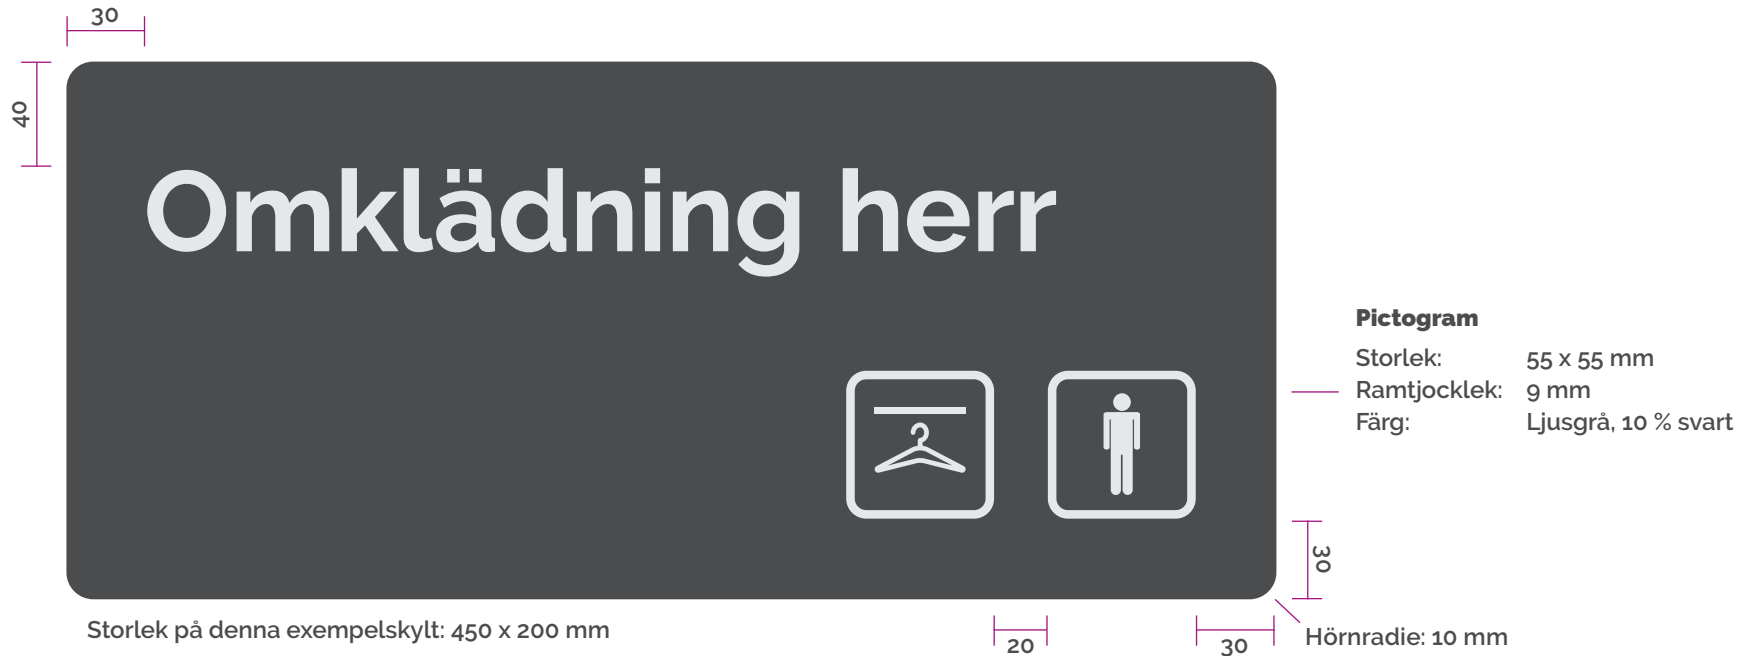 30
40
Omklädning herr
Pictogram
Storlek: 55 x 55 mm
Ramtjocklek: 9 mm
Färg: Ljusgrå, 10 % svart
30
Storlek på denna exempelskylt: 450 x 200 mm
20
30
Hörnradie: 10 mm